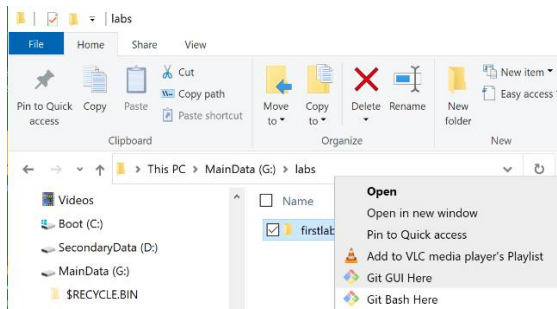 labs
File Home Share View
Pin to Quick access
Copy
Paste
Cut
Copy path
Paste shortcut
Move to
Copy to
Delete
Rename
New folder
New item
Easy access
Clipboard
Organize
New
This PC > MainData (G:) > labs
Videos
Boot (C:)
SecondaryData (D:)
MainData (G:)
$RECYCLE.BIN
Name
firstlab
Open
Open in new window
Pin to Quick access
Add to VLC media player's Playlist
Git GUI Here
Git Bash Here